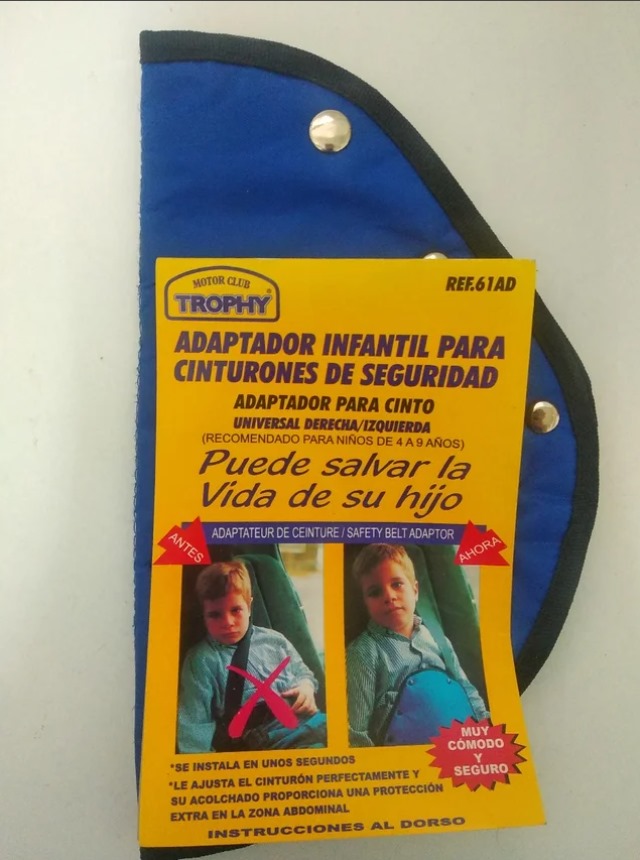 MOTOR CLUB
TROPHY®
REF.61AD
ADAPTADOR INFANTIL PARA
CINTURONES DE SEGURIDAD
ADAPTADOR PARA CINTO
UNIVERSAL DERECHA/IZQUIERDA
(RECOMENDADO PARA NIÑOS DE 4 A 9 AÑOS)
Puede salvar la
Vida de su hijo
ADAPTATEUR DE CEINTURE / SAFETY BELT ADAPTOR
ANTES
AHORA
MUY
CÓMODO
Y
SEGURO
*SE INSTALA EN UNOS SEGUNDOS
*LE AJUSTA EL CINTURÓN PERFECTAMENTE Y
SU ACOLCHADO PROPORCIONA UNA PROTECCIÓN
EXTRA EN LA ZONA ABDOMINAL
INSTRUCCIONES AL DORSO